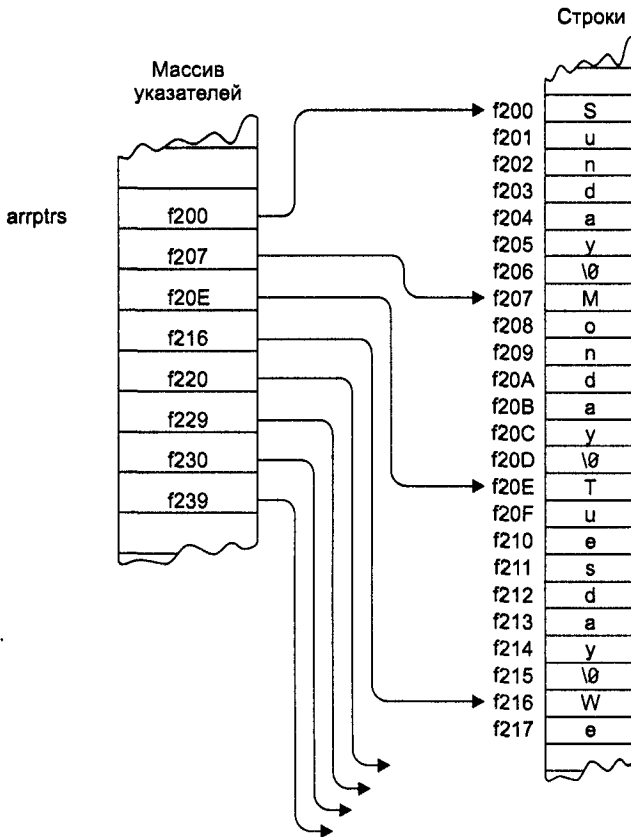 Строки
Массив
указателей
arrptrs
f200
f207
f20E
f216
f220
f229
f230
f239
f200 S
f201 u
f202 n
f203 d
f204 a
f205 y
f206 \0
f207 M
f208 o
f209 n
f20A d
f20B a
f20C y
f20D \0
f20E T
f20F u
f210 e
f211 s
f212 d
f213 a
f214 y
f215 \0
f216 W
f217 e